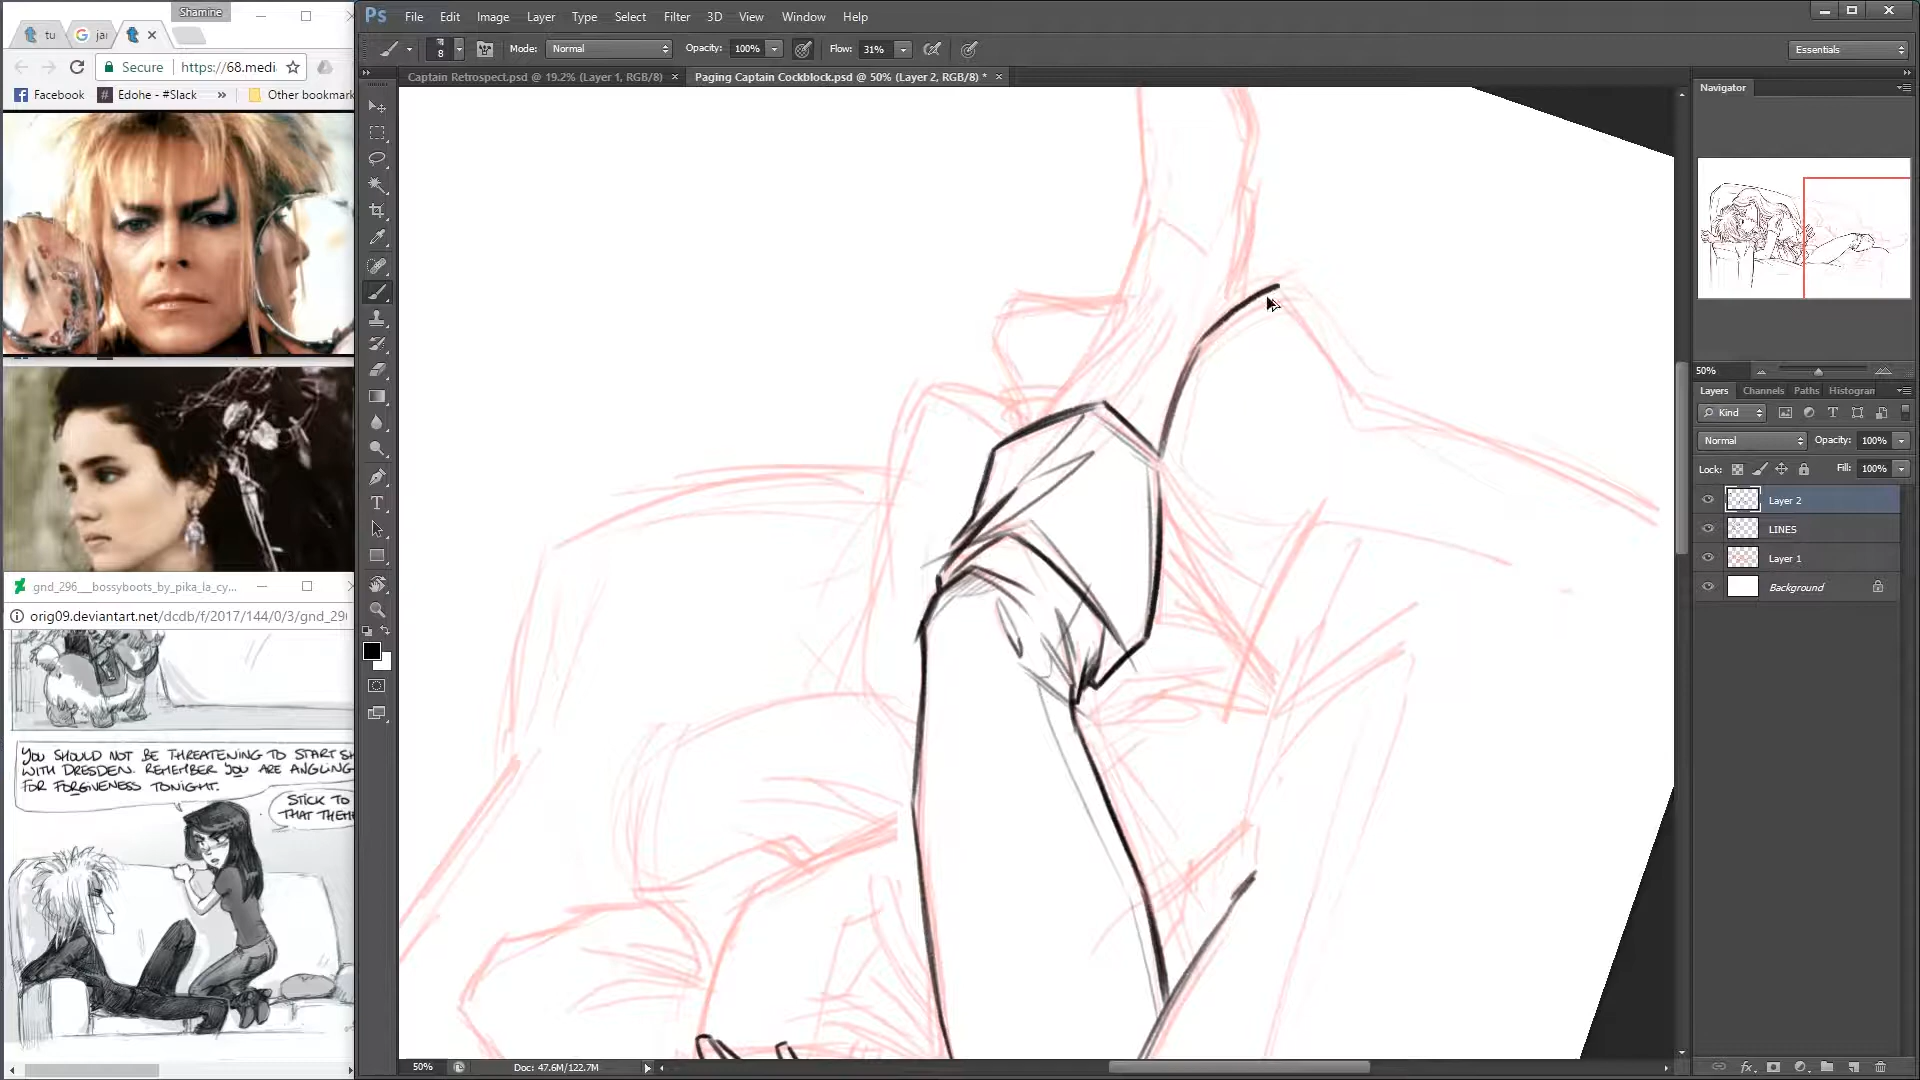 Shamine
tu
jar
Secure
https://68.medi
Facebook
Edohe - #Slack
»
Other bookmark
gnd_296__bossyboots_by_pika_la_cy...
orig09.deviantart.net/dcdb/f/2017/144/0/3/gnd_29
YOU SHOULD NOT BE THREATENING TO START SH
WITH DRESDEN. REMEMBER YOU ARE ANGLING
FOR FORGIVENESS TONIGHT.
STICK TO
THAT THEM
Ps File Edit Image Layer Type Select Filter 3D View Window Help
8 Mode: Normal Opacity: 100% Flow: 31% Essentials
Captain Retrospect.psd @ 19.2% (Layer 1, RGB/8) × Paging Captain Cockblock.psd @ 50% (Layer 2, RGB/8) * ×
Navigator
50%
Layers Channels Paths Histogram
Kind
Normal Opacity: 100%
Lock: Fill: 100%
Layer 2
LINES
Layer 1
Background
50% Doc: 47.6M/122.7M